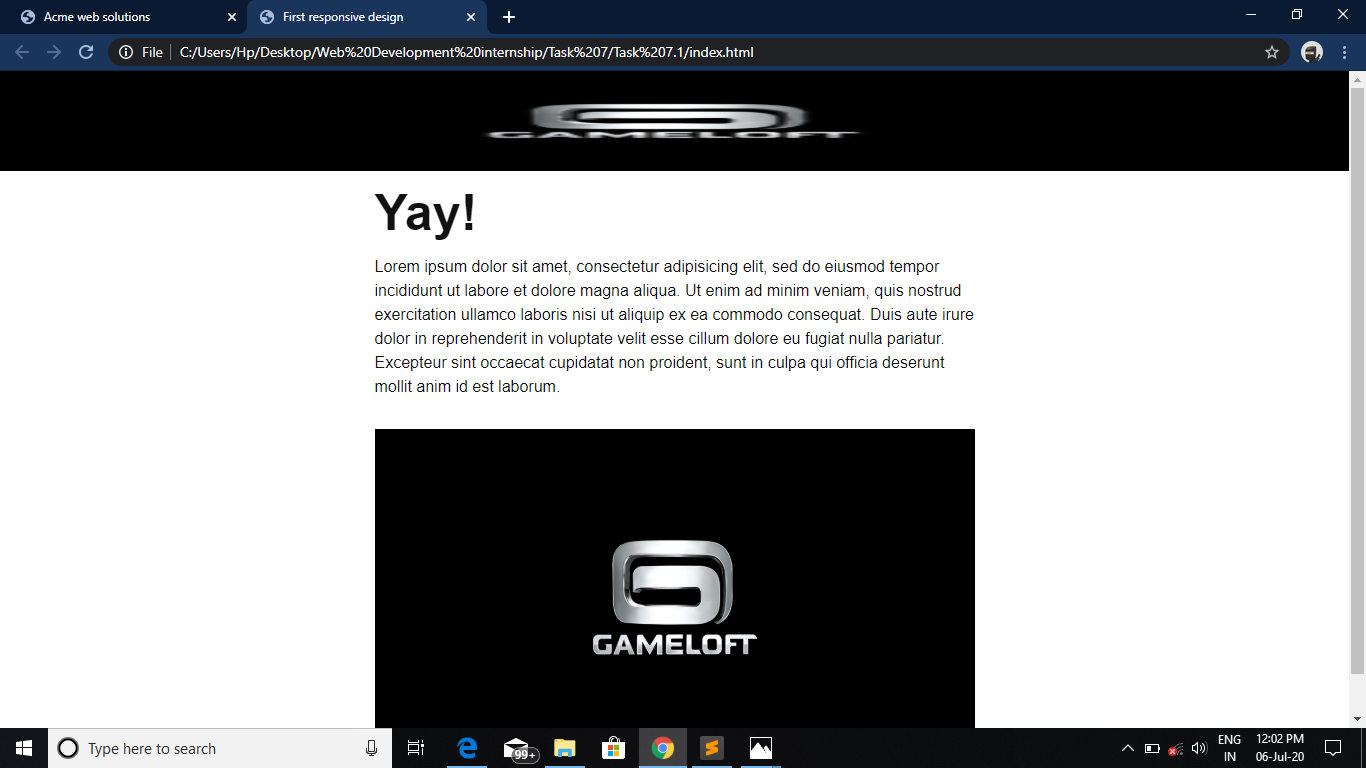 Acme web solutions
First responsive design
File
C:/Users/Hp/Desktop/Web%20Development%20internship/Task%207/Task%207.1/index.html
GAMELOFT
Yay!
Lorem ipsum dolor sit amet, consectetur adipisicing elit, sed do eiusmod tempor
incididunt ut labore et dolore magna aliqua. Ut enim ad minim veniam, quis nostrud
exercitation ullamco laboris nisi ut aliquip ex ea commodo consequat. Duis aute irure
dolor in reprehenderit in voluptate velit esse cillum dolore eu fugiat nulla pariatur.
Excepteur sint occaecat cupidatat non proident, sunt in culpa qui officia deserunt
mollit anim id est laborum.
GAMELOFT
Type here to search
99+
ENG
IN
12:02 PM
06-Jul-20